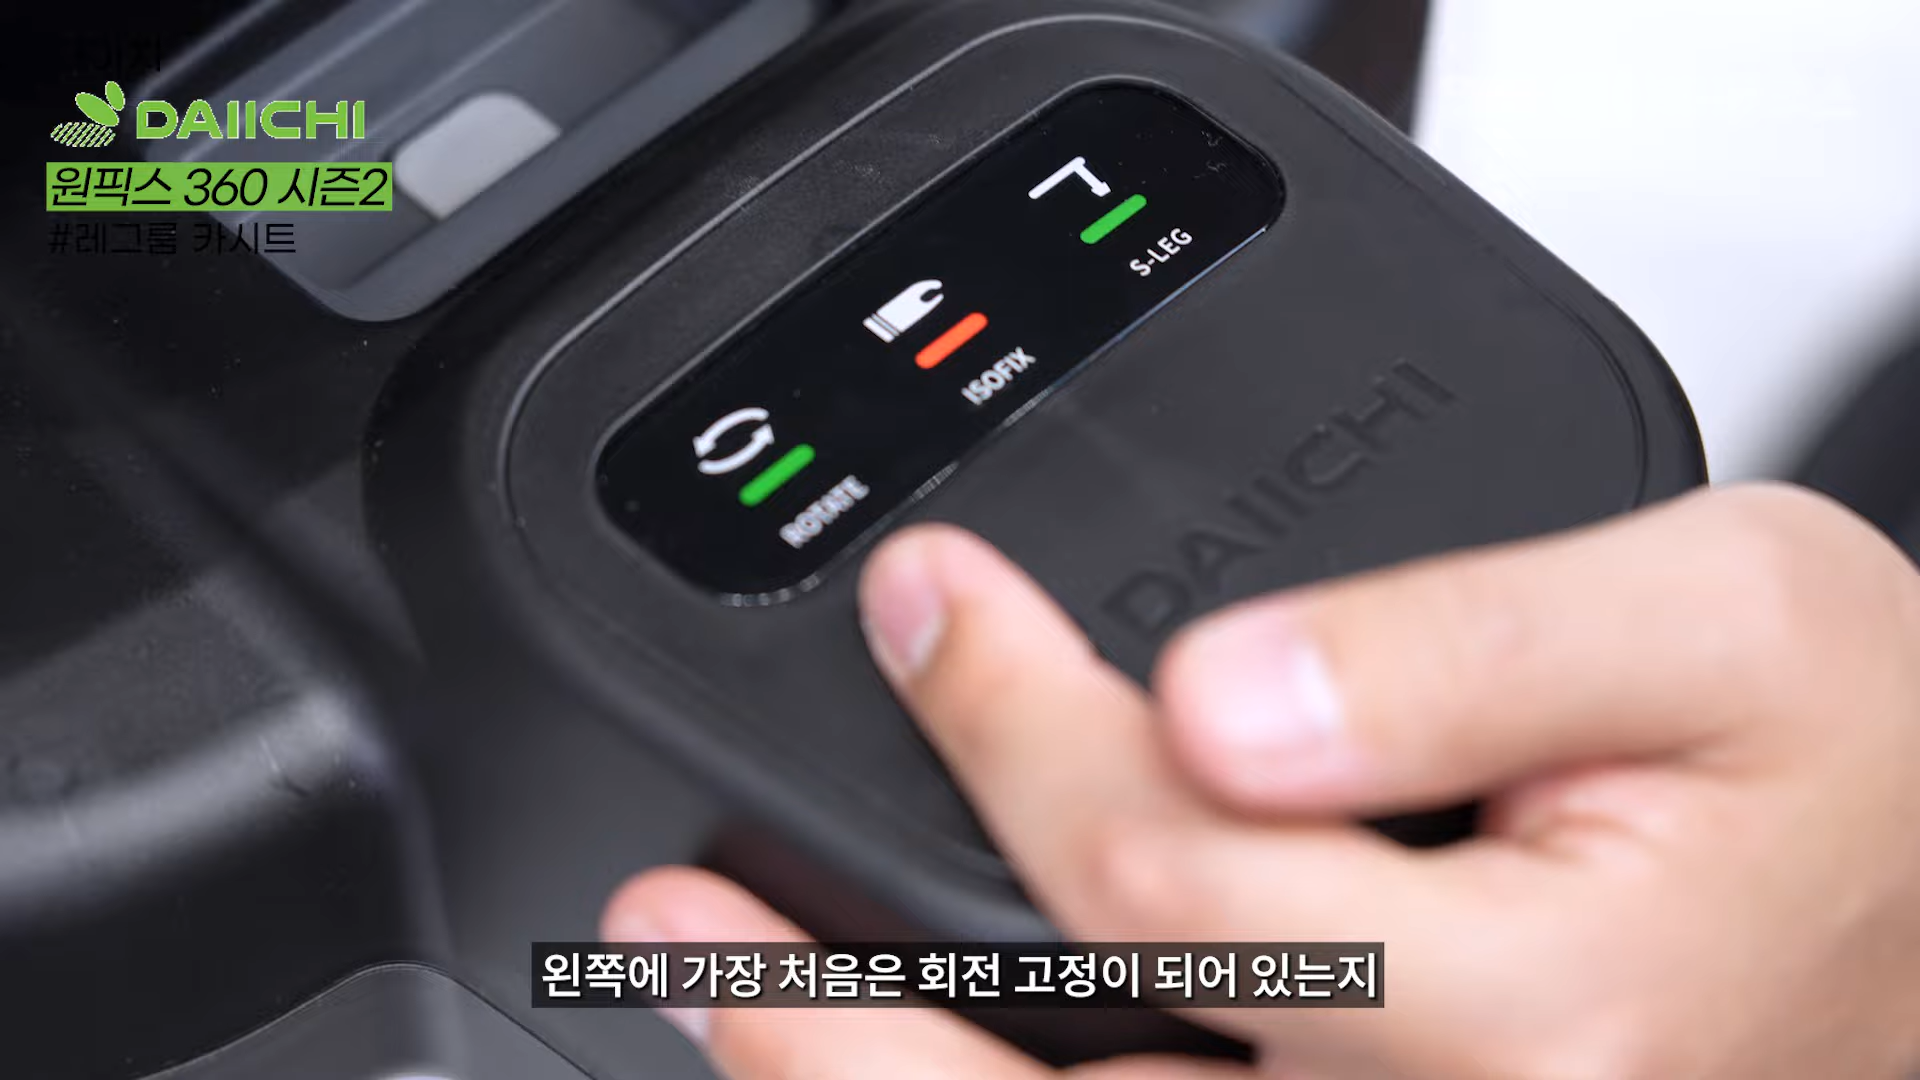 DAIICHI
원픽스 360 시즌2
#레그룸 카시트
S-LEG
ISOFIX
ROTATE
DAIICHI
왼쪽에 가장 처음은 회전 고정이 되어 있는지